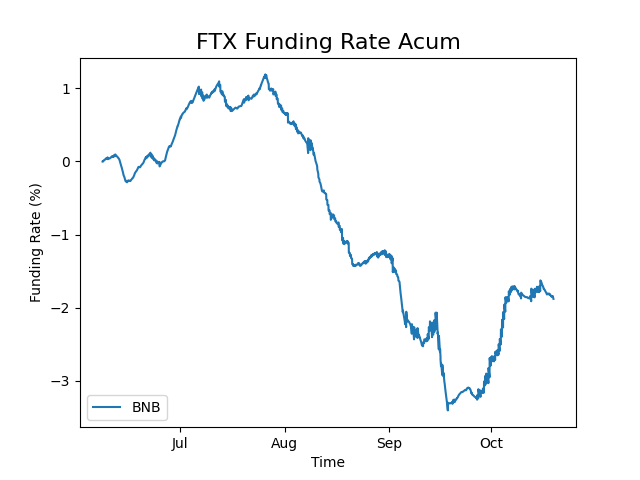 FTX Funding Rate Acum
Funding Rate (%)
1
0
−1
−2
−3
BNB
Jul
Aug
Sep
Oct
Time